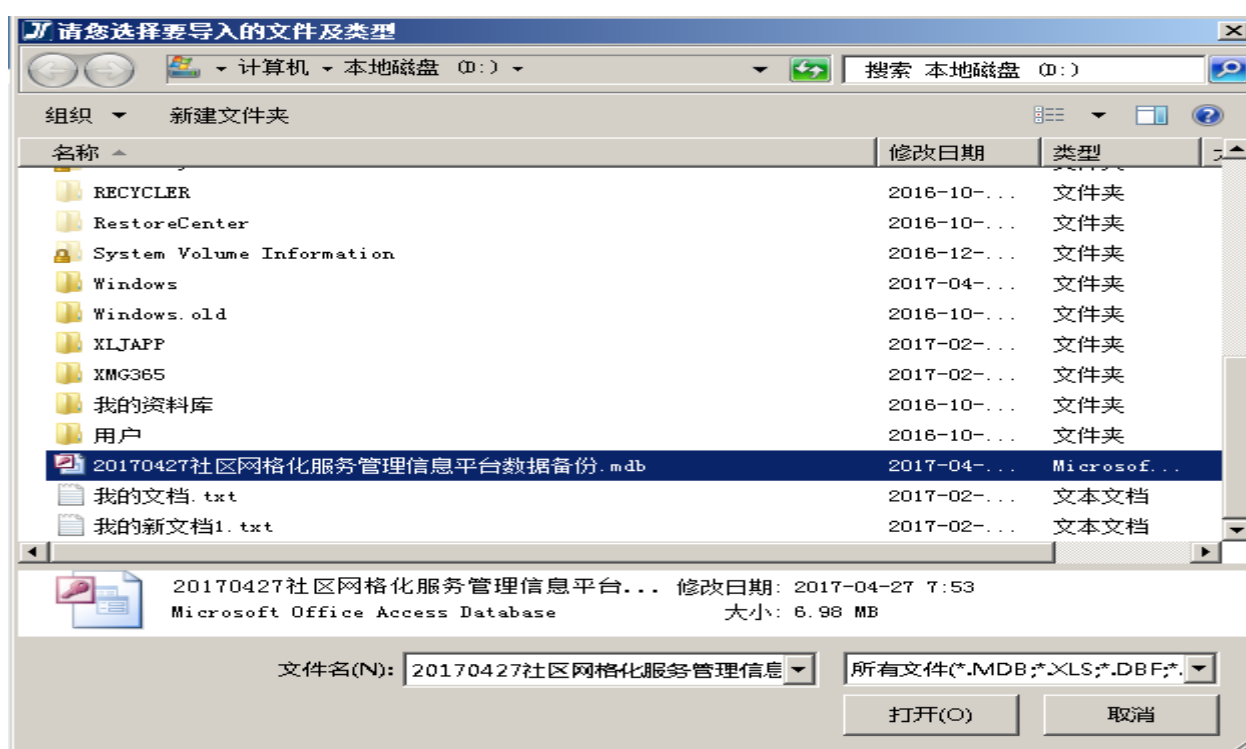 请您选择要导入的文件及类型
计算机 本地磁盘 (D:) 搜索 本地磁盘 (D:)
组织 新建文件夹
名称 修改日期 类型
RECYCLER 2016-10-... 文件夹
RestoreCenter 2016-10-... 文件夹
System Volume Information 2016-12-... 文件夹
Windows 2017-04-... 文件夹
Windows.old 2016-10-... 文件夹
XLJAPP 2017-02-... 文件夹
XMG365 2017-02-... 文件夹
我的资料库 2016-10-... 文件夹
用户 2016-10-... 文件夹
20170427社区网格化服务管理信息平台数据备份.mdb 2017-04-... Microsof...
我的文档.txt 2017-02-... 文本文档
我的新文档1.txt 2017-02-... 文本文档
20170427社区网格化服务管理信息平台... 修改日期: 2017-04-27 7:53
Microsoft Office Access Database 大小: 6.98 MB
文件名(N): 20170427社区网格化服务管理信息 所有文件(*.MDB;*.XLS;*.DBF;*.
打开(O) 取消